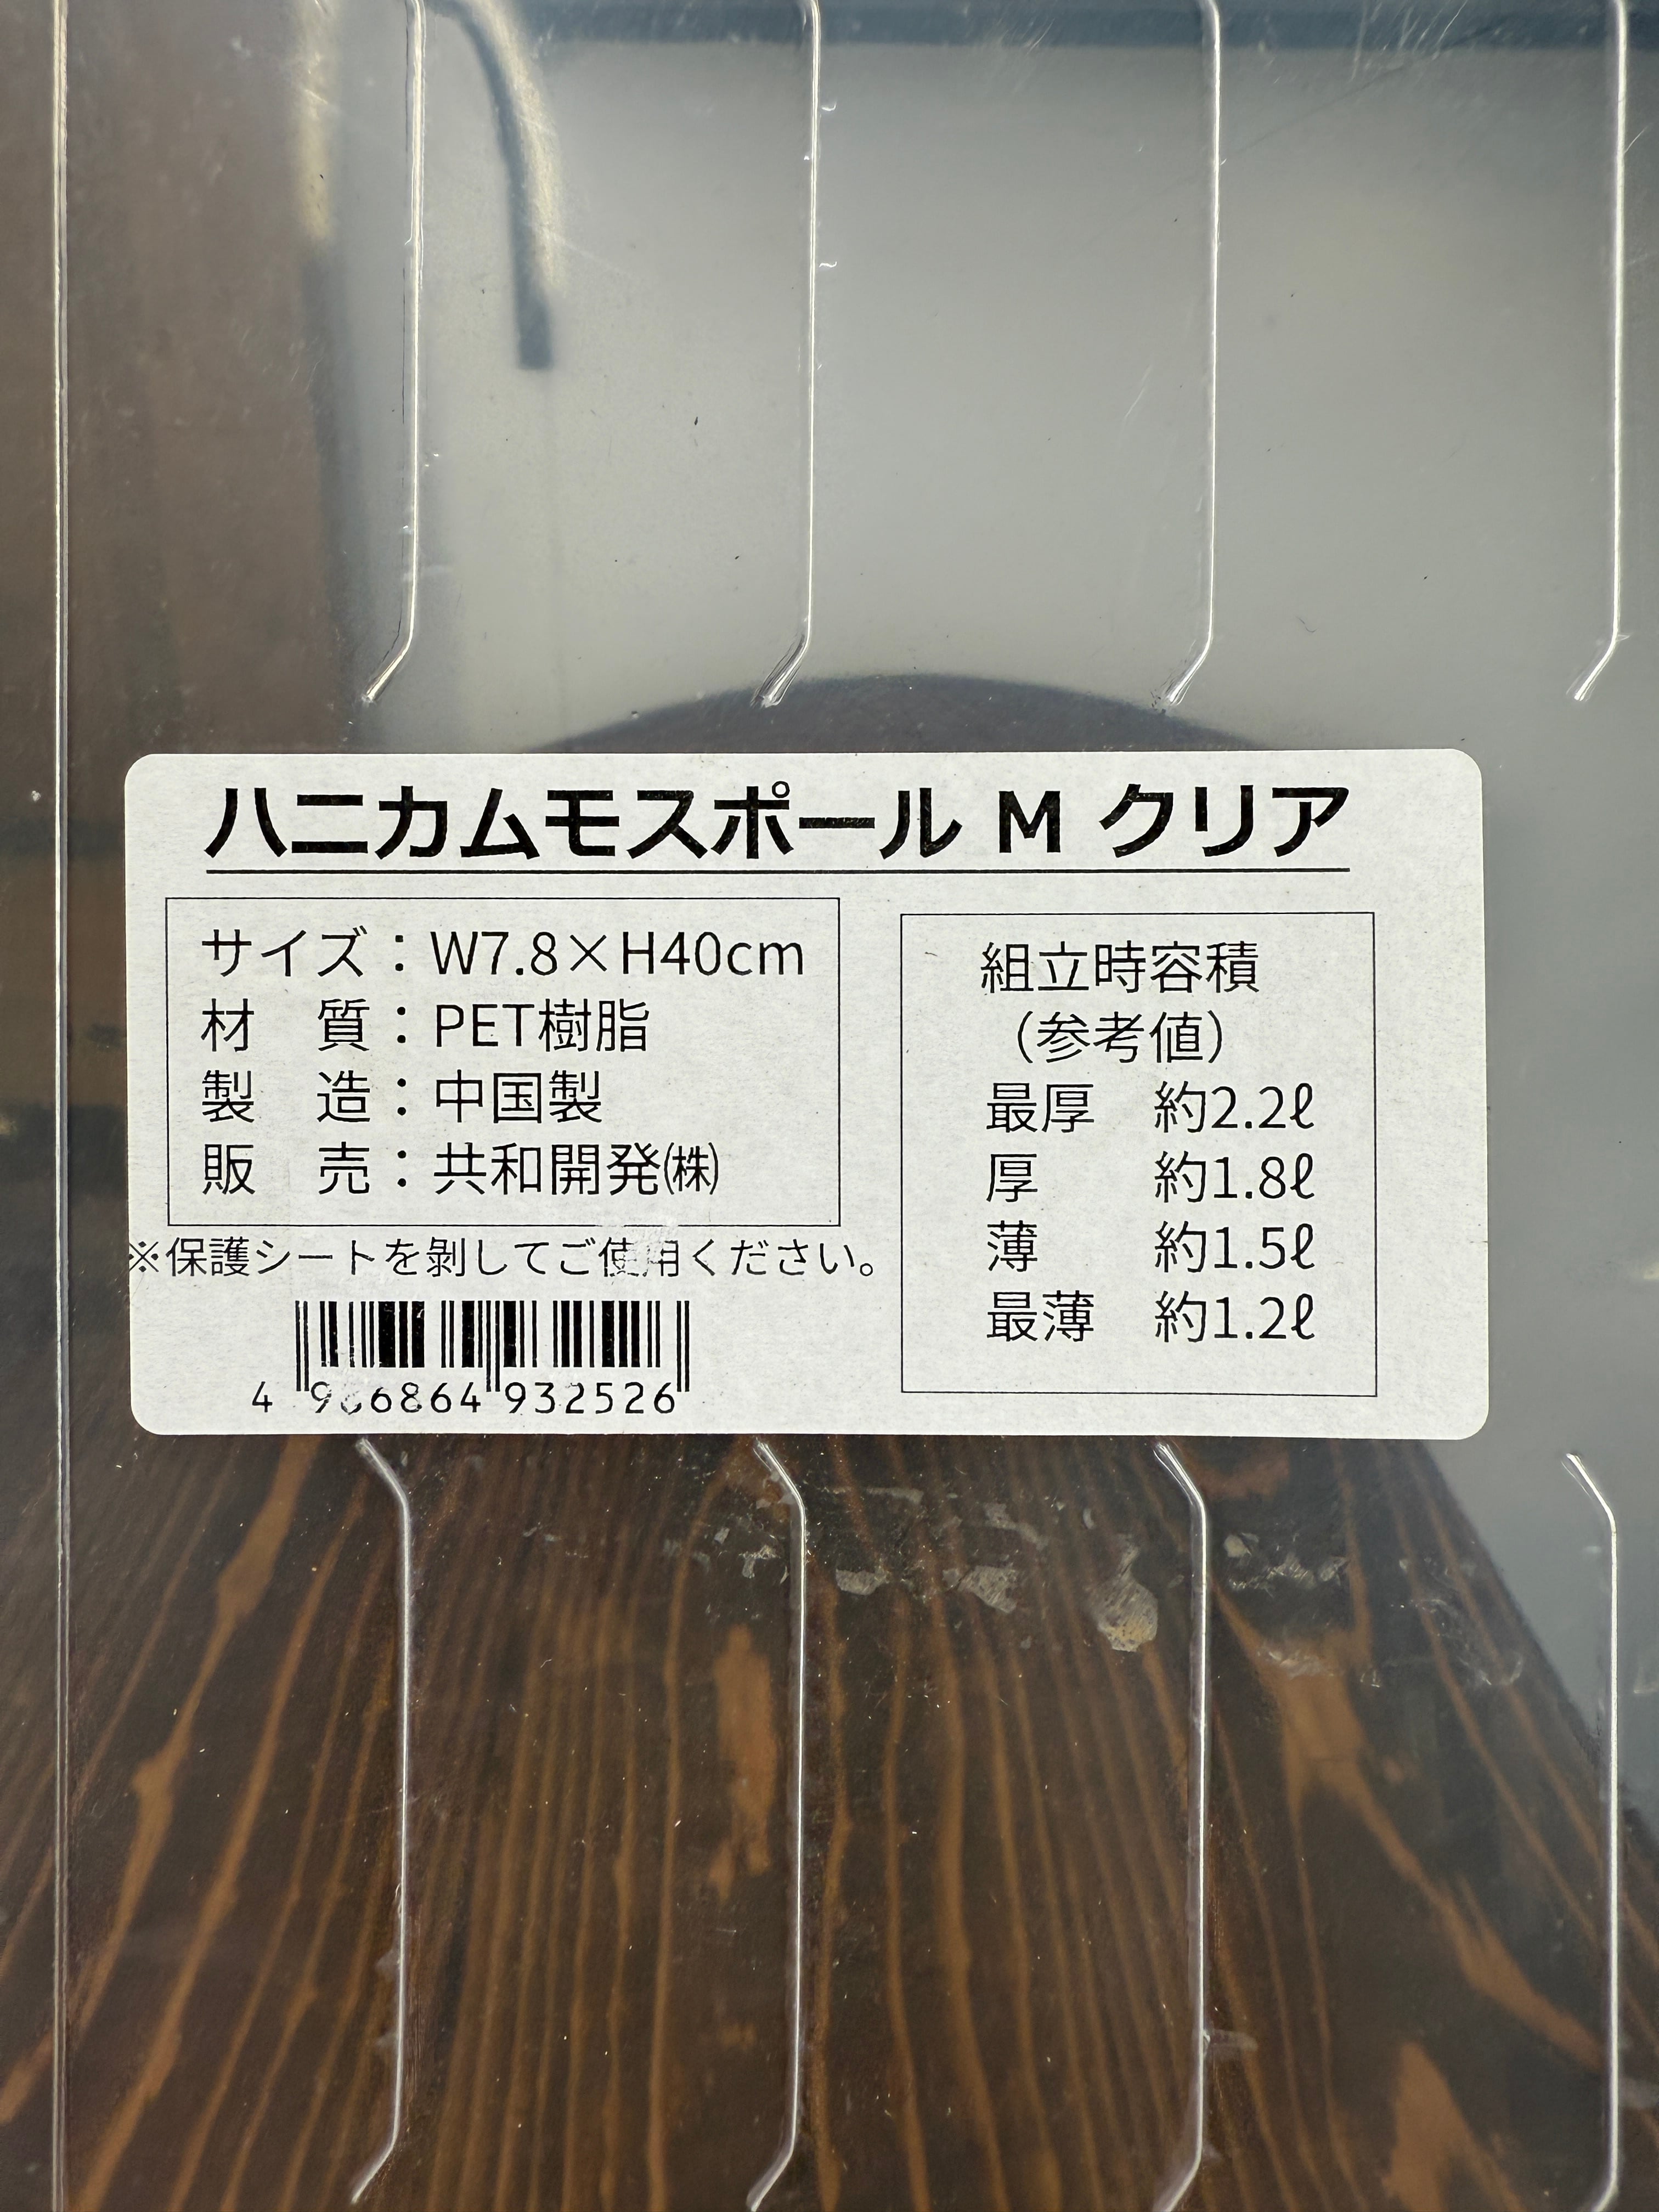 ハニカムモスポール M クリア
サイズ：W7.8×H40cm
材　質：PET樹脂
製　造：中国製
販　売：共和開発㈱
※保護シートを剝してご使用ください。
組立時容積
（参考値）
最厚　約2.2ℓ
厚　　約1.8ℓ
薄　　約1.5ℓ
最薄　約1.2ℓ
4 966864 932526